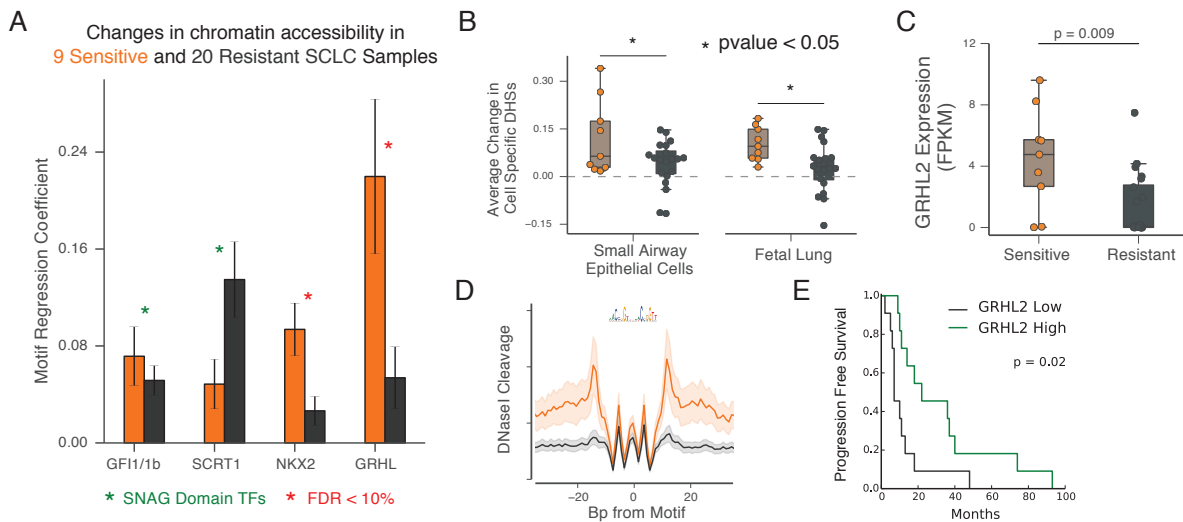 A
Changes in chromatin accessibility in
9 Sensitive and 20 Resistant SCLC Samples
Motif Regression Coefficient
0.24
0.16
0.08
0.00
*
*
*
*
GFI1/1b
SCRT1
NKX2
GRHL
* SNAG Domain TFs
* FDR < 10%
B
* pvalue < 0.05
*
*
Average Change in
Cell Specific DHSs
0.30
0.15
0.00
−0.15
Small Airway
Epithelial Cells
Fetal Lung
C
p = 0.009
GRHL2 Expression
(FPKM)
12
8
4
0
Sensitive
Resistant
D
DNaseI Cleavage
−20
0
20
Bp from Motif
E
Progression Free Survival
1.0
0.8
0.6
0.4
0.2
0.0
GRHL2 Low
GRHL2 High
p = 0.02
0
20
40
60
80
100
Months